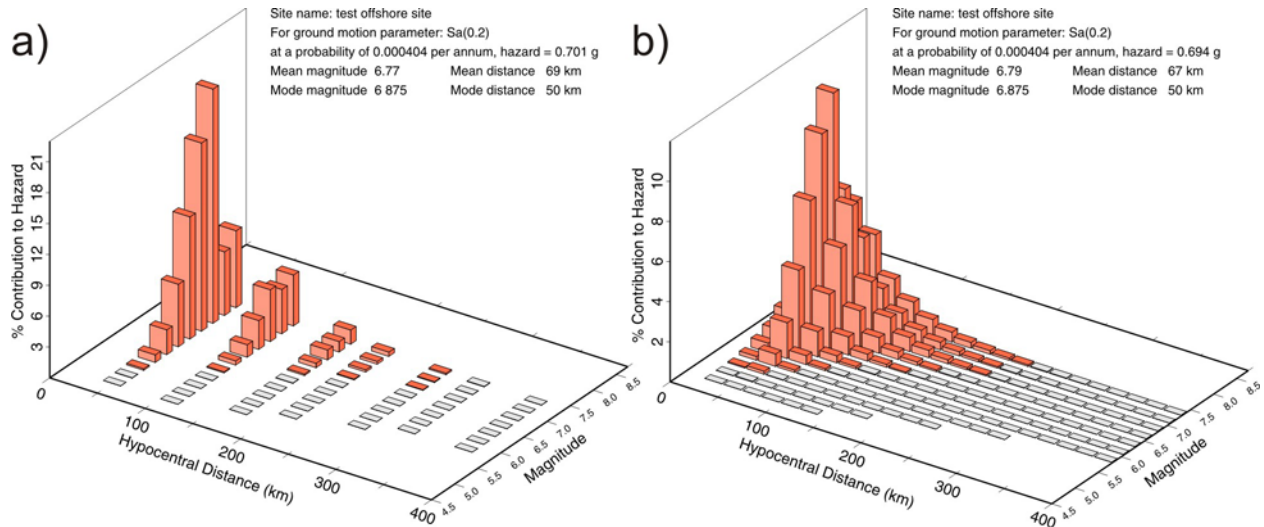 a)
Site name: test offshore site
For ground motion parameter: Sa(0.2)
at a probability of 0.000404 per annum, hazard = 0.701 g
Mean magnitude 6.77 Mean distance 69 km
Mode magnitude 6 875 Mode distance 50 km
% Contribution to Hazard
21
18
15
12
9
6
3
0
100
200
300
400
Hypocentral Distance (km)
4.5
5.0
5.5
6.0
6.5
7.0
7.5
8.0
8.5
Magnitude
b)
Site name: test offshore site
For ground motion parameter: Sa(0.2)
at a probability of 0.000404 per annum, hazard = 0.694 g
Mean magnitude 6.79 Mean distance 67 km
Mode magnitude 6.875 Mode distance 50 km
% Contribution to Hazard
10
8
6
4
2
0
100
200
300
400
Hypocentral Distance (km)
4.5
5.0
5.5
6.0
6.5
7.0
7.5
8.0
8.5
Magnitude